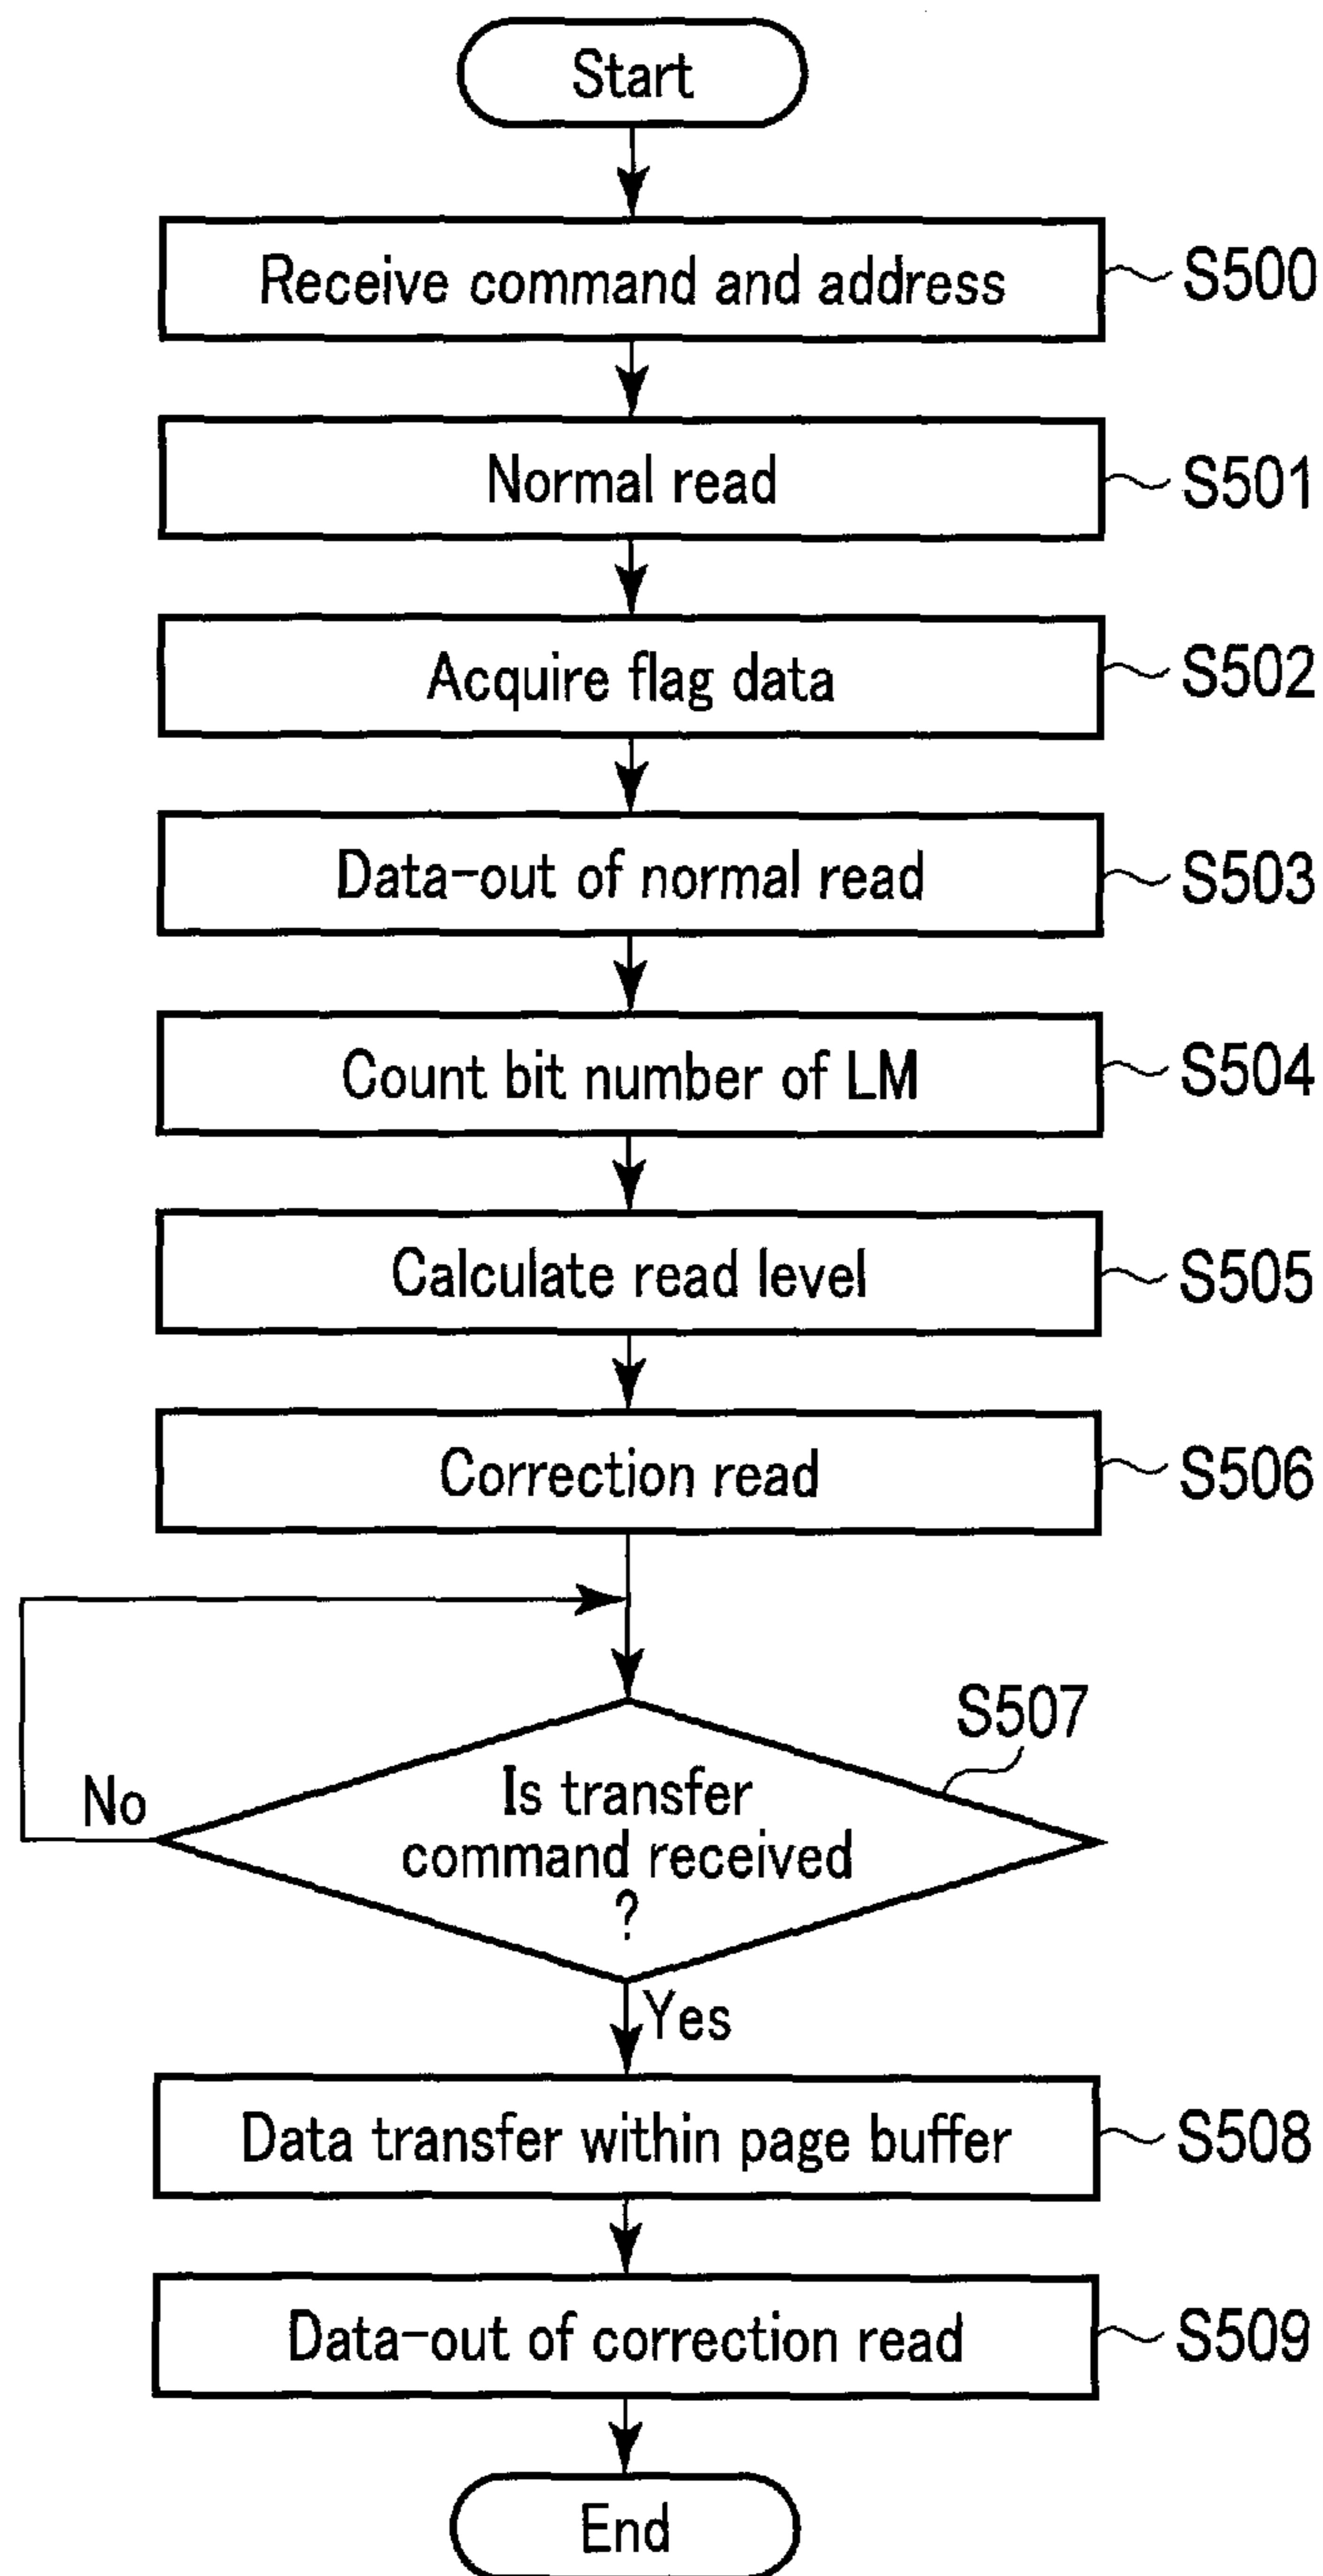 Start
Receive command and address
S500
Normal read
S501
Acquire flag data
S502
Data-out of normal read
S503
Count bit number of LM
S504
Calculate read level
S505
Correction read
S506
S507
Is transfer
command received
?
No
Yes
Data transfer within page buffer
S508
Data-out of correction read
S509
End